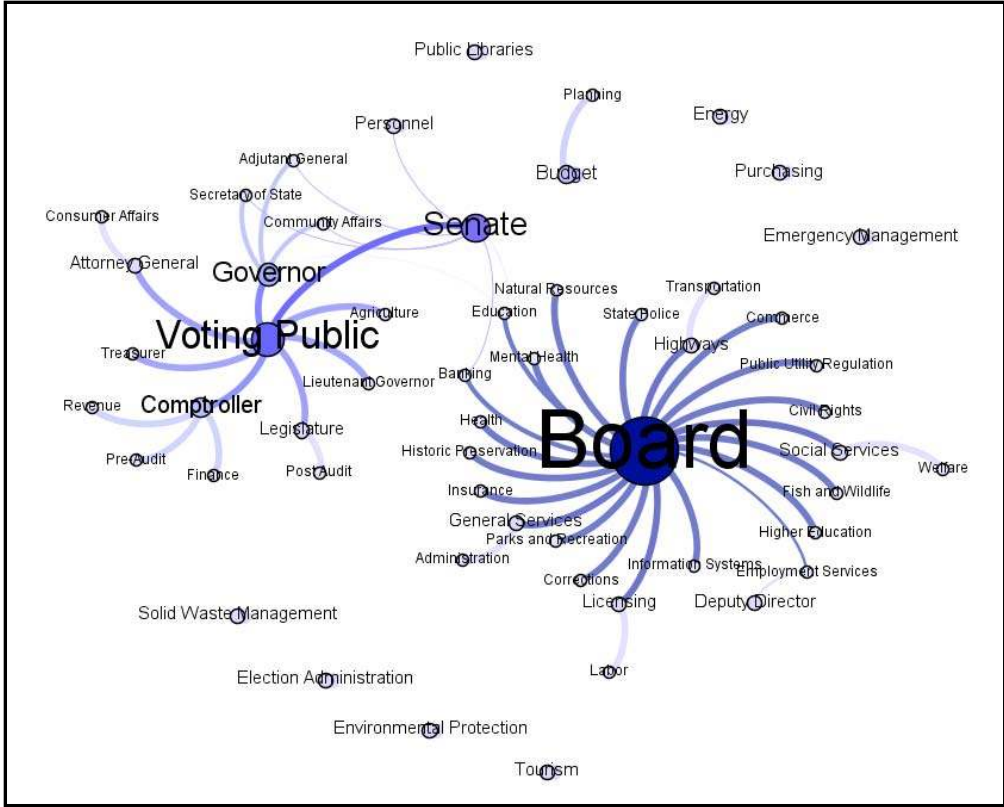 Public Libraries
Planning
Energy
Personnel
Adjutant General
Budget
Purchasing
Secretary of State
Consumer Affairs
Community Affairs
Senate
Emergency Management
Attorney General
Governor
Natural Resources
Transportation
Education
Agriculture
State Police
Commerce
Voting Public
Highways
Treasurer
Mental Health
Public Utility Regulation
Banking
Lieutenant Governor
Revenue
Comptroller
Civil Rights
Health
Legislature
Board
Historic Preservation
Social Services
Pre-Audit
Finance
Post Audit
Welfare
Insurance
Fish and Wildlife
General Services
Higher Education
Parks and Recreation
Administration
Information Systems
Employment Services
Corrections
Licensing
Deputy Director
Solid Waste Management
Labor
Election Administration
Environmental Protection
Tourism